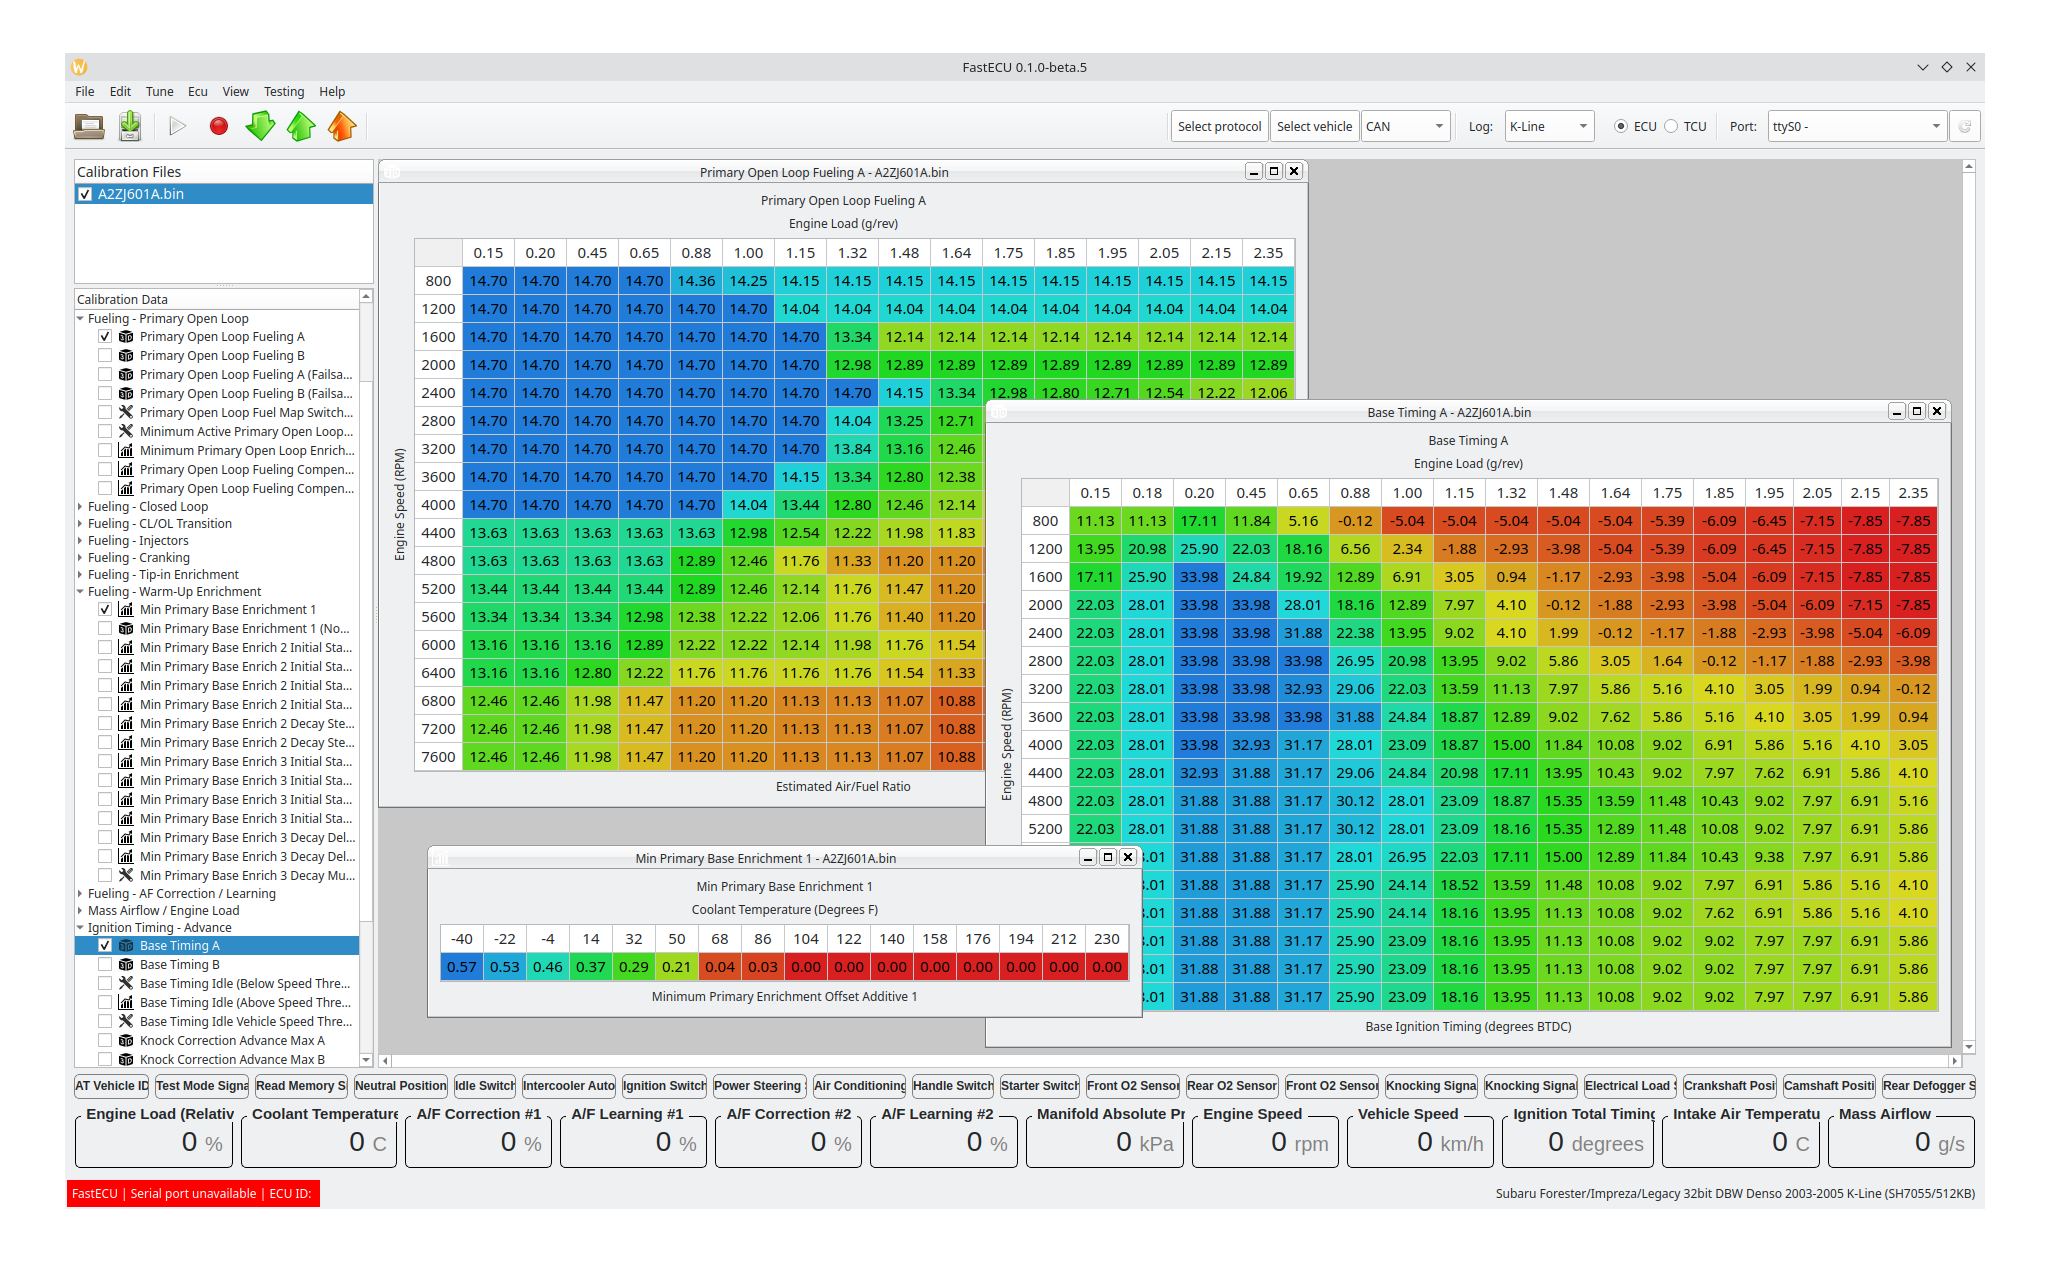 FastECU 0.1.0-beta.5
File Edit Tune Ecu View Testing Help
Select protocol Select vehicle CAN Log: K-Line ECU TCU Port: ttyS0 -
Calibration Files
A2ZJ601A.bin
Calibration Data
Fueling - Primary Open Loop
Primary Open Loop Fueling A
Primary Open Loop Fueling B
Primary Open Loop Fueling A (Failsa...
Primary Open Loop Fueling B (Failsa...
Primary Open Loop Fuel Map Switch...
Minimum Active Primary Open Loop...
Minimum Primary Open Loop Enrich...
Primary Open Loop Fueling Compen...
Primary Open Loop Fueling Compen...
Fueling - Closed Loop
Fueling - CL/OL Transition
Fueling - Injectors
Fueling - Cranking
Fueling - Tip-in Enrichment
Fueling - Warm-Up Enrichment
Min Primary Base Enrichment 1
Min Primary Base Enrichment 1 (No...
Min Primary Base Enrich 2 Initial Sta...
Min Primary Base Enrich 2 Initial Sta...
Min Primary Base Enrich 2 Initial Sta...
Min Primary Base Enrich 2 Initial Sta...
Min Primary Base Enrich 2 Decay Ste...
Min Primary Base Enrich 2 Decay Ste...
Min Primary Base Enrich 3 Initial Sta...
Min Primary Base Enrich 3 Initial Sta...
Min Primary Base Enrich 3 Initial Sta...
Min Primary Base Enrich 3 Initial Sta...
Min Primary Base Enrich 3 Decay Del...
Min Primary Base Enrich 3 Decay Del...
Min Primary Base Enrich 3 Decay Mu...
Fueling - AF Correction / Learning
Mass Airflow / Engine Load
Ignition Timing - Advance
Base Timing A
Base Timing B
Base Timing Idle (Below Speed Thre...
Base Timing Idle (Above Speed Thre...
Base Timing Idle Vehicle Speed Thre...
Knock Correction Advance Max A
Knock Correction Advance Max B
Primary Open Loop Fueling A - A2ZJ601A.bin
Primary Open Loop Fueling A
Engine Load (g/rev)
Engine Speed (RPM)
0.15 0.20 0.45 0.65 0.88 1.00 1.15 1.32 1.48 1.64 1.75 1.85 1.95 2.05 2.15 2.35
800 14.70 14.70 14.70 14.70 14.36 14.25 14.15 14.15 14.15 14.15 14.15 14.15 14.15 14.15 14.15 14.15
1200 14.70 14.70 14.70 14.70 14.70 14.70 14.04 14.04 14.04 14.04 14.04 14.04 14.04 14.04 14.04 14.04
1600 14.70 14.70 14.70 14.70 14.70 14.70 14.70 13.34 12.14 12.14 12.14 12.14 12.14 12.14 12.14 12.14
2000 14.70 14.70 14.70 14.70 14.70 14.70 14.70 12.98 12.89 12.89 12.89 12.89 12.89 12.89 12.89 12.89
2400 14.70 14.70 14.70 14.70 14.70 14.70 14.70 14.70 14.15 13.34 12.98 12.80 12.71 12.54 12.22 12.06
2800 14.70 14.70 14.70 14.70 14.70 14.70 14.70 14.04 13.25 12.71
3200 14.70 14.70 14.70 14.70 14.70 14.70 14.70 13.84 13.16 12.46
3600 14.70 14.70 14.70 14.70 14.70 14.70 14.15 13.34 12.80 12.38
4000 14.70 14.70 14.70 14.70 14.70 14.04 13.44 12.80 12.46 12.14
4400 13.63 13.63 13.63 13.63 13.63 12.98 12.54 12.22 11.98 11.83
4800 13.63 13.63 13.63 13.63 12.89 12.46 11.76 11.33 11.20 11.20
5200 13.44 13.44 13.44 13.44 12.89 12.46 12.14 11.76 11.47 11.20
5600 13.34 13.34 13.34 12.98 12.38 12.22 12.06 11.76 11.40 11.20
6000 13.16 13.16 13.16 12.89 12.22 12.22 12.14 11.98 11.76 11.54
6400 13.16 13.16 12.80 12.22 11.76 11.76 11.76 11.76 11.54 11.33
6800 12.46 12.46 11.98 11.47 11.20 11.20 11.13 11.13 11.07 10.88
7200 12.46 12.46 11.98 11.47 11.20 11.20 11.13 11.13 11.07 10.88
7600 12.46 12.46 11.98 11.47 11.20 11.20 11.13 11.13 11.07 10.88
Estimated Air/Fuel Ratio
Base Timing A - A2ZJ601A.bin
Base Timing A
Engine Load (g/rev)
Engine Speed (RPM)
0.15 0.18 0.20 0.45 0.65 0.88 1.00 1.15 1.32 1.48 1.64 1.75 1.85 1.95 2.05 2.15 2.35
800 11.13 11.13 17.11 11.84 5.16 -0.12 -5.04 -5.04 -5.04 -5.04 -5.04 -5.39 -6.09 -6.45 -7.15 -7.85 -7.85
1200 13.95 20.98 25.90 22.03 18.16 6.56 2.34 -1.88 -2.93 -3.98 -5.04 -5.39 -6.09 -6.45 -7.15 -7.85 -7.85
1600 17.11 25.90 33.98 24.84 19.92 12.89 6.91 3.05 0.94 -1.17 -2.93 -3.98 -5.04 -6.09 -7.15 -7.85 -7.85
2000 22.03 28.01 33.98 33.98 28.01 18.16 12.89 7.97 4.10 -0.12 -1.88 -2.93 -3.98 -5.04 -6.09 -7.15 -7.85
2400 22.03 28.01 33.98 33.98 31.88 22.38 13.95 9.02 4.10 1.99 -0.12 -1.17 -1.88 -2.93 -3.98 -5.04 -6.09
2800 22.03 28.01 33.98 33.98 33.98 26.95 20.98 13.95 9.02 5.86 3.05 1.64 -0.12 -1.17 -1.88 -2.93 -3.98
3200 22.03 28.01 33.98 33.98 32.93 29.06 22.03 13.59 11.13 7.97 5.86 5.16 4.10 3.05 1.99 0.94 -0.12
3600 22.03 28.01 33.98 33.98 33.98 31.88 24.84 18.87 12.89 9.02 7.62 5.86 5.16 4.10 3.05 1.99 0.94
4000 22.03 28.01 33.98 32.93 31.17 28.01 23.09 18.87 15.00 11.84 10.08 9.02 6.91 5.86 5.16 4.10 3.05
4400 22.03 28.01 32.93 31.88 31.17 29.06 24.84 20.98 17.11 13.95 10.43 9.02 7.97 7.62 6.91 5.86 4.10
4800 22.03 28.01 31.88 31.88 31.17 30.12 28.01 23.09 18.87 15.35 13.59 11.48 10.43 9.02 7.97 6.91 5.16
5200 22.03 28.01 31.88 31.88 31.17 30.12 28.01 23.09 18.16 15.35 12.89 11.48 10.08 9.02 7.97 6.91 5.86
.01 31.88 31.88 31.17 28.01 26.95 22.03 17.11 15.00 12.89 11.84 10.43 9.38 7.97 6.91 5.86
.01 31.88 31.88 31.17 25.90 24.14 18.52 13.59 11.48 10.08 9.02 7.97 6.91 5.86 5.16 4.10
.01 31.88 31.88 31.17 25.90 24.14 18.16 13.95 11.13 10.08 9.02 7.62 6.91 5.86 5.16 4.10
.01 31.88 31.88 31.17 25.90 23.09 18.16 13.95 11.13 10.08 9.02 9.02 7.97 7.97 6.91 5.86
.01 31.88 31.88 31.17 25.90 23.09 18.16 13.95 11.13 10.08 9.02 9.02 7.97 7.97 6.91 5.86
.01 31.88 31.88 31.17 25.90 23.09 18.16 13.95 11.13 10.08 9.02 9.02 7.97 7.97 6.91 5.86
Base Ignition Timing (degrees BTDC)
Min Primary Base Enrichment 1 - A2ZJ601A.bin
Min Primary Base Enrichment 1
Coolant Temperature (Degrees F)
-40 -22 -4 14 32 50 68 86 104 122 140 158 176 194 212 230
0.57 0.53 0.46 0.37 0.29 0.21 0.04 0.03 0.00 0.00 0.00 0.00 0.00 0.00 0.00 0.00
Minimum Primary Enrichment Offset Additive 1
AT Vehicle ID Test Mode Signa Read Memory Si Neutral Position Idle Switch Intercooler Auto Ignition Switch Power Steering Air Conditioning Handle Switch Starter Switch Front O2 Sensor Rear O2 Sensor Front O2 Sensor Knocking Signa Knocking Signal Electrical Load S Crankshaft Posi Camshaft Positi Rear Defogger S
Engine Load (Relativ Coolant Temperature A/F Correction #1 A/F Learning #1 A/F Correction #2 A/F Learning #2 Manifold Absolute Pr Engine Speed Vehicle Speed Ignition Total Timing Intake Air Temperatu Mass Airflow
0 % 0 C 0 % 0 % 0 % 0 % 0 kPa 0 rpm 0 km/h 0 degrees 0 C 0 g/s
FastECU | Serial port unavailable | ECU ID:
Subaru Forester/Impreza/Legacy 32bit DBW Denso 2003-2005 K-Line (SH7055/512KB)